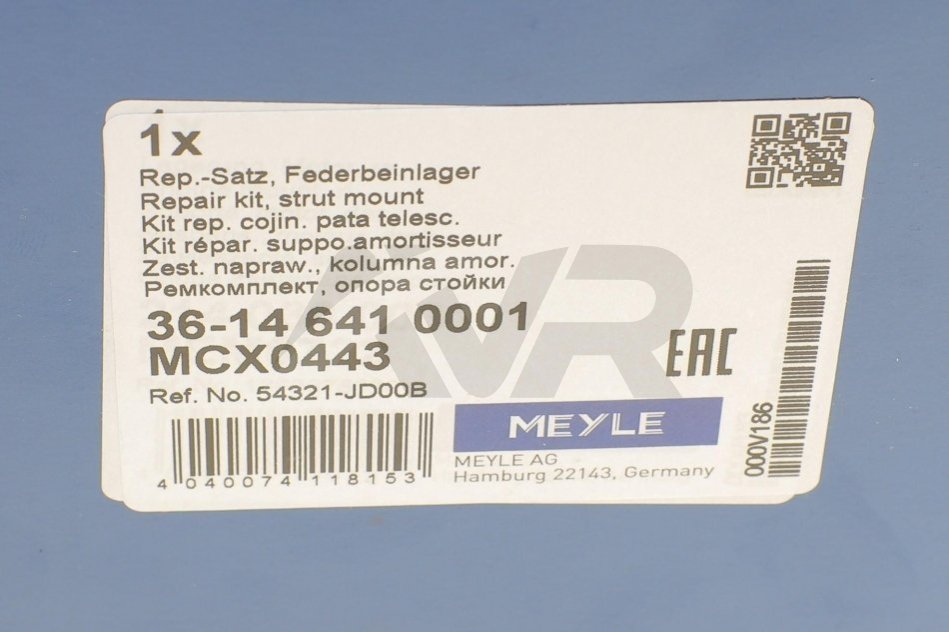 1x
Rep.-Satz, Federbeinlager
Repair kit, strut mount
Kit rep. cojin. pata telesc.
Kit répar. suppo.amortisseur
Zest. napraw., kolumna amor.
Ремкомплект, опора стойки
36-14 641 0001
MCX0443
Ref. No. 54321-JD00B
EAC
MEYLE
MEYLE AG
Hamburg 22143, Germany
4 040074 118153
000V186
VR